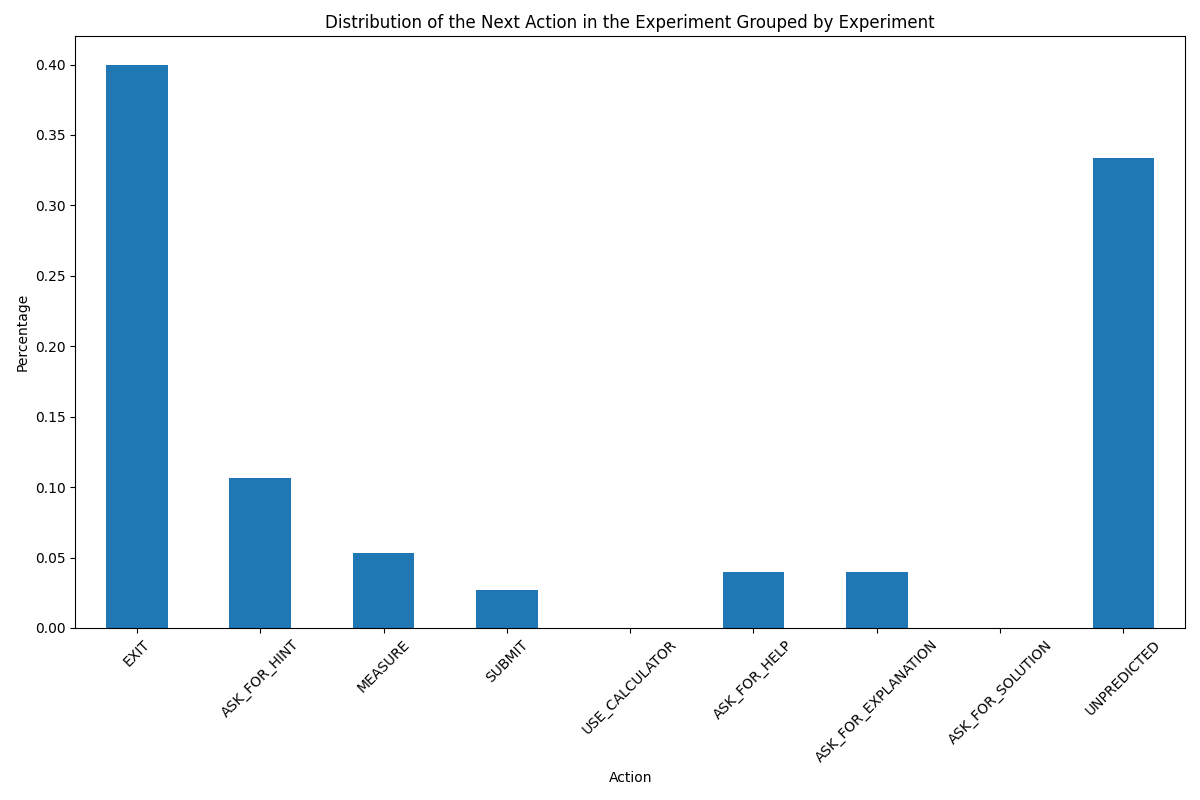 Distribution of the Next Action in the Experiment Grouped by Experiment
0.40
0.35
0.30
0.25
0.20
0.15
0.10
0.05
0.00
Percentage
EXIT
ASK_FOR_HINT
MEASURE
SUBMIT
USE_CALCULATOR
ASK_FOR_HELP
ASK_FOR_EXPLANATION
ASK_FOR_SOLUTION
UNPREDICTED
Action